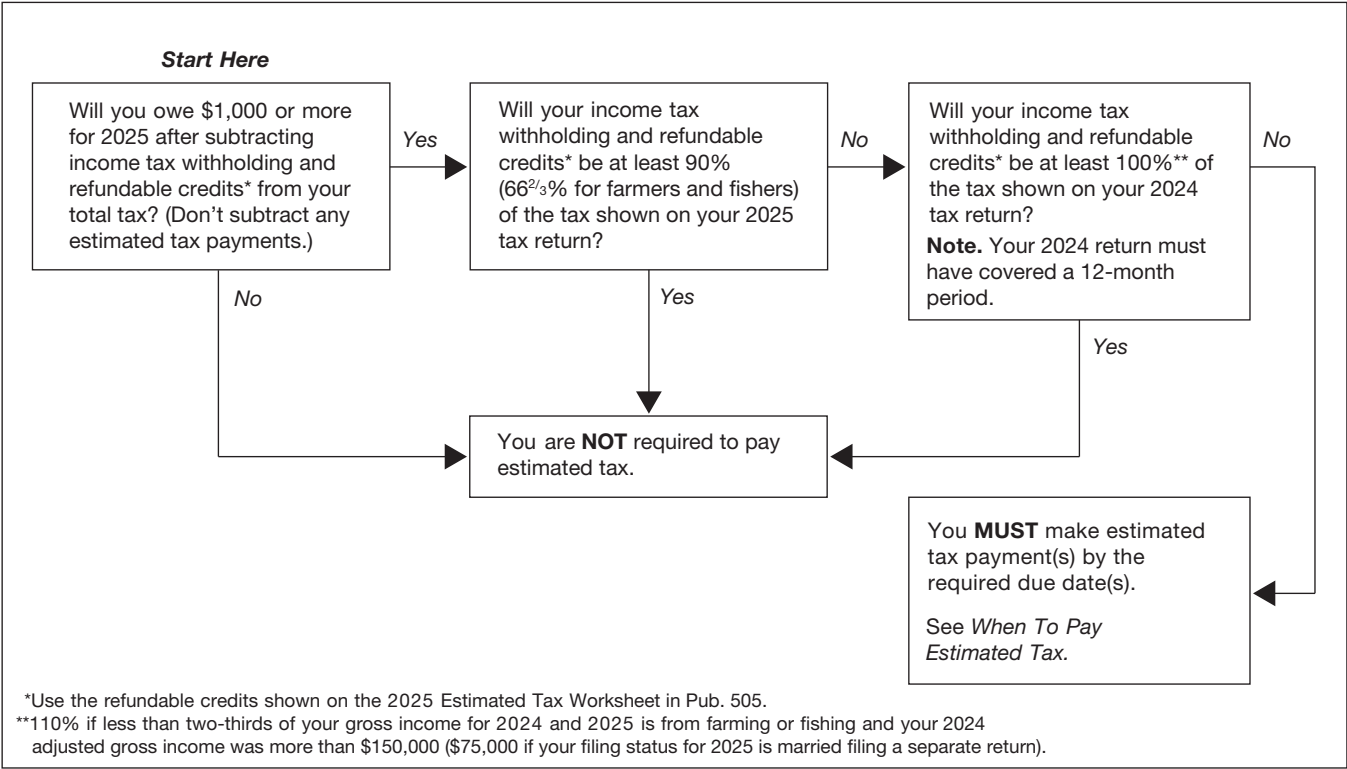 Start Here
Will you owe $1,000 or more
for 2025 after subtracting
income tax withholding and
refundable credits* from your
total tax? (Don’t subtract any
estimated tax payments.)
Yes
Will your income tax
withholding and refundable
credits* be at least 90%
(66²/₃% for farmers and fishers)
of the tax shown on your 2025
tax return?
No
Will your income tax
withholding and refundable
credits* be at least 100%** of
the tax shown on your 2024
tax return?
Note. Your 2024 return must
have covered a 12-month
period.
No
No
Yes
Yes
You are NOT required to pay
estimated tax.
You MUST make estimated
tax payment(s) by the
required due date(s).
See When To Pay
Estimated Tax.
*Use the refundable credits shown on the 2025 Estimated Tax Worksheet in Pub. 505.
**110% if less than two-thirds of your gross income for 2024 and 2025 is from farming or fishing and your 2024
adjusted gross income was more than $150,000 ($75,000 if your filing status for 2025 is married filing a separate return).